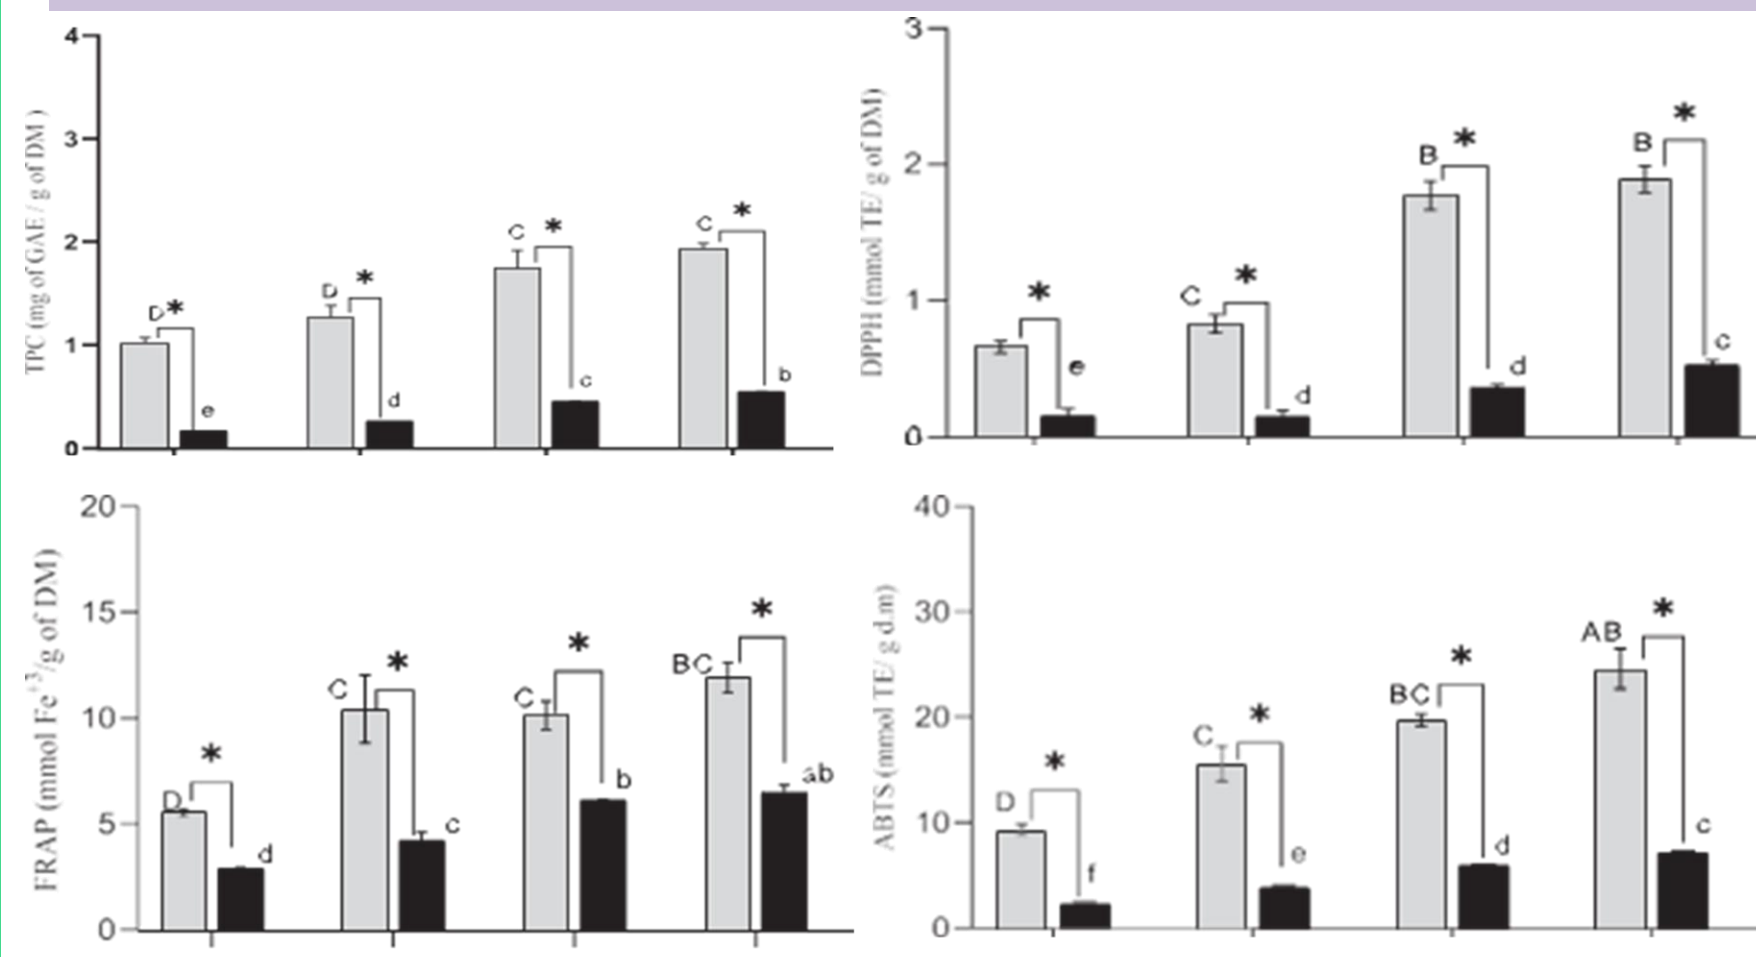 4
3
2
1
0
TPC (mg of GAE / g of DM )
D *
e
D
*
d
C
*
c
C
*
b
3
2
1
0
DPPH (mmol TE/ g of DM)
*
e
C
*
d
B
*
d
B
*
c
20
15
10
5
0
FRAP (mmol Fe+3/g of DM)
D
*
d
C
*
c
C
*
b
BC
*
ab
40
30
20
10
0
ABTS (mmol TE/ g d.m)
D
*
f
C
*
e
BC
*
d
AB
*
c